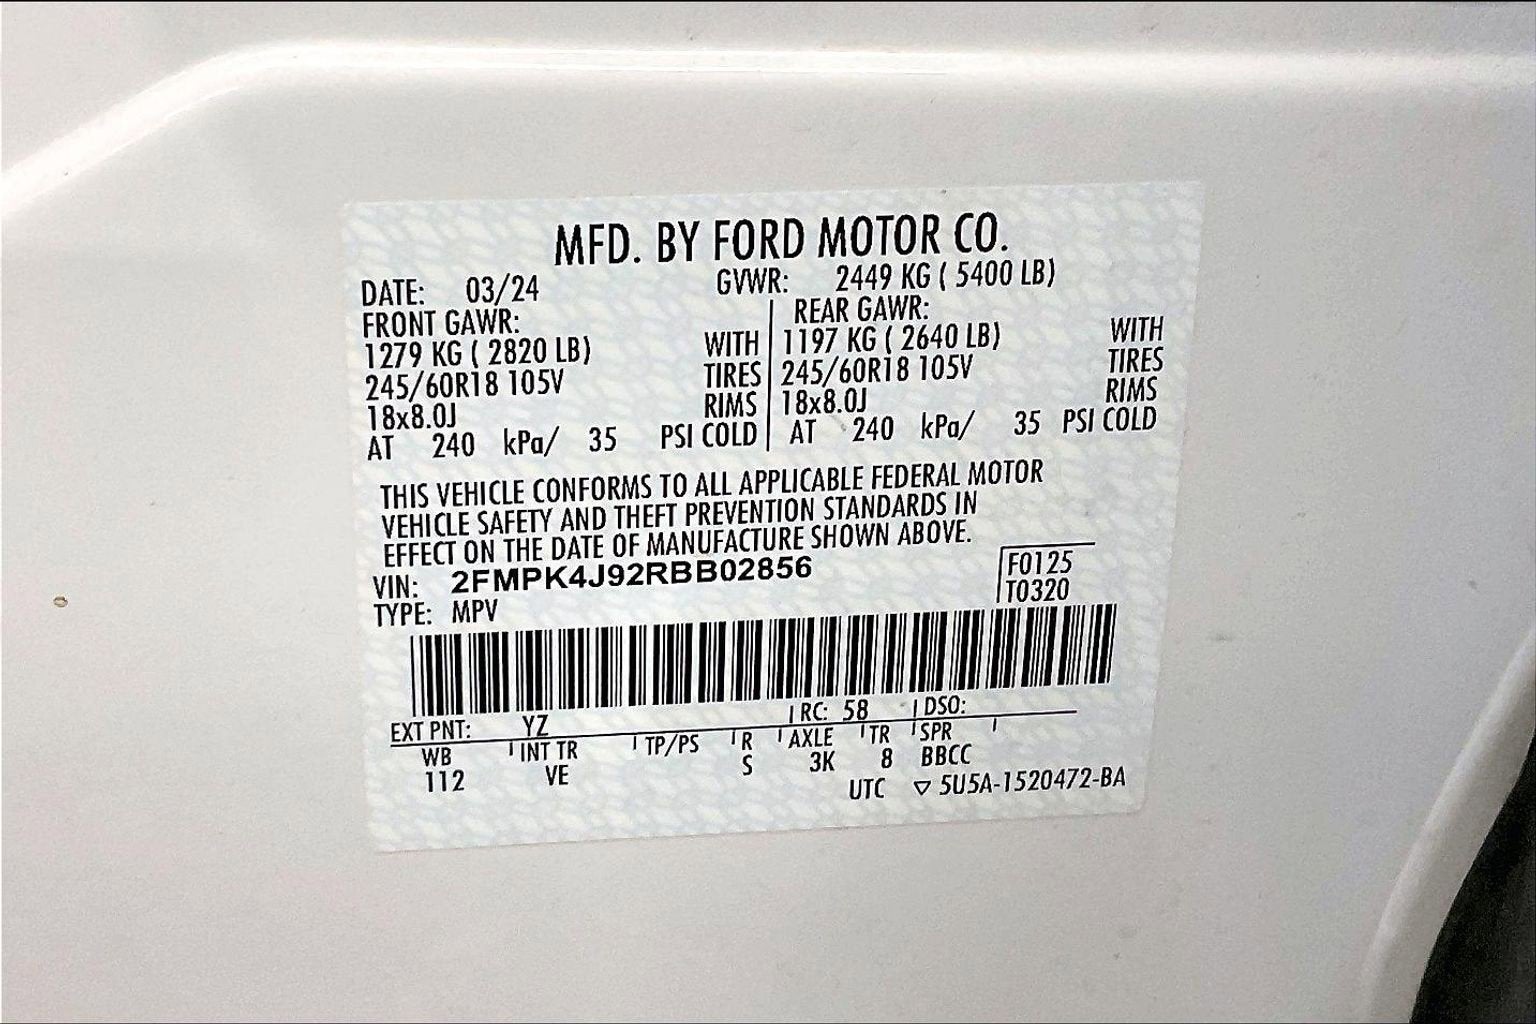 MFD. BY FORD MOTOR CO.
DATE: 03/24 GVWR: 2449 KG ( 5400 LB)
FRONT GAWR: REAR GAWR:
1279 KG ( 2820 LB) WITH 1197 KG ( 2640 LB) WITH
245/60R18 105V TIRES 245/60R18 105V TIRES
18x8.0J RIMS 18x8.0J RIMS
AT 240 kPa/ 35 PSI COLD AT 240 kPa/ 35 PSI COLD
THIS VEHICLE CONFORMS TO ALL APPLICABLE FEDERAL MOTOR
VEHICLE SAFETY AND THEFT PREVENTION STANDARDS IN
EFFECT ON THE DATE OF MANUFACTURE SHOWN ABOVE.
VIN: 2FMPK4J92RBB02856 F0125
TYPE: MPV T0320
EXT PNT: YZ RC: 58 DSO:
WB INT TR TP/PS R AXLE TR SPR
112 VE S 3K 8 BBCC
UTC ▽ 5U5A-1520472-BA